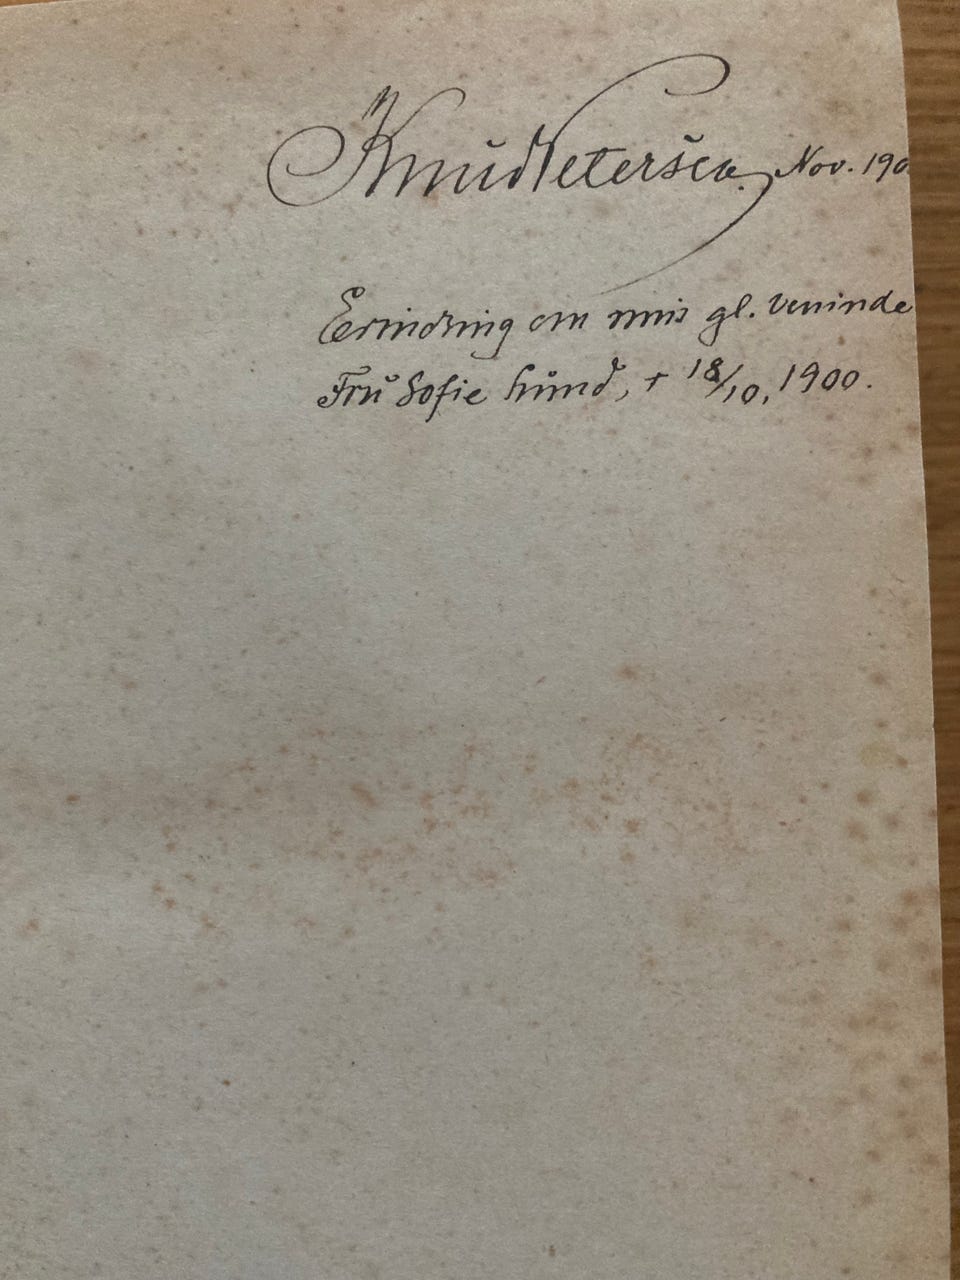 Knud Petersen. Nov. 190
Erindring om min gl. Veninde
Fru Sofie Lund, † 18/10, 1900.